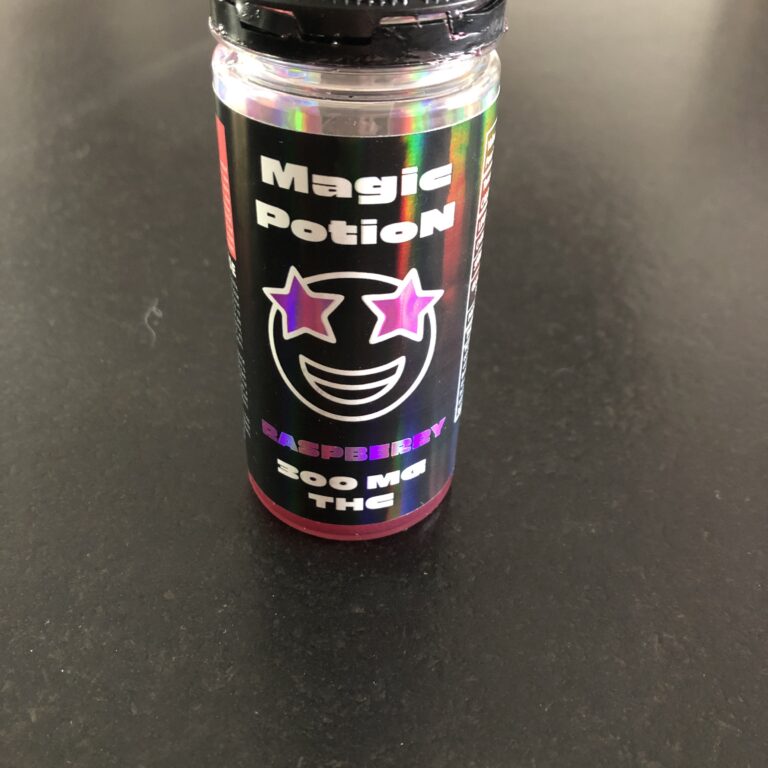 Magic
PotioN
RASPBERRY
300 MG
THC